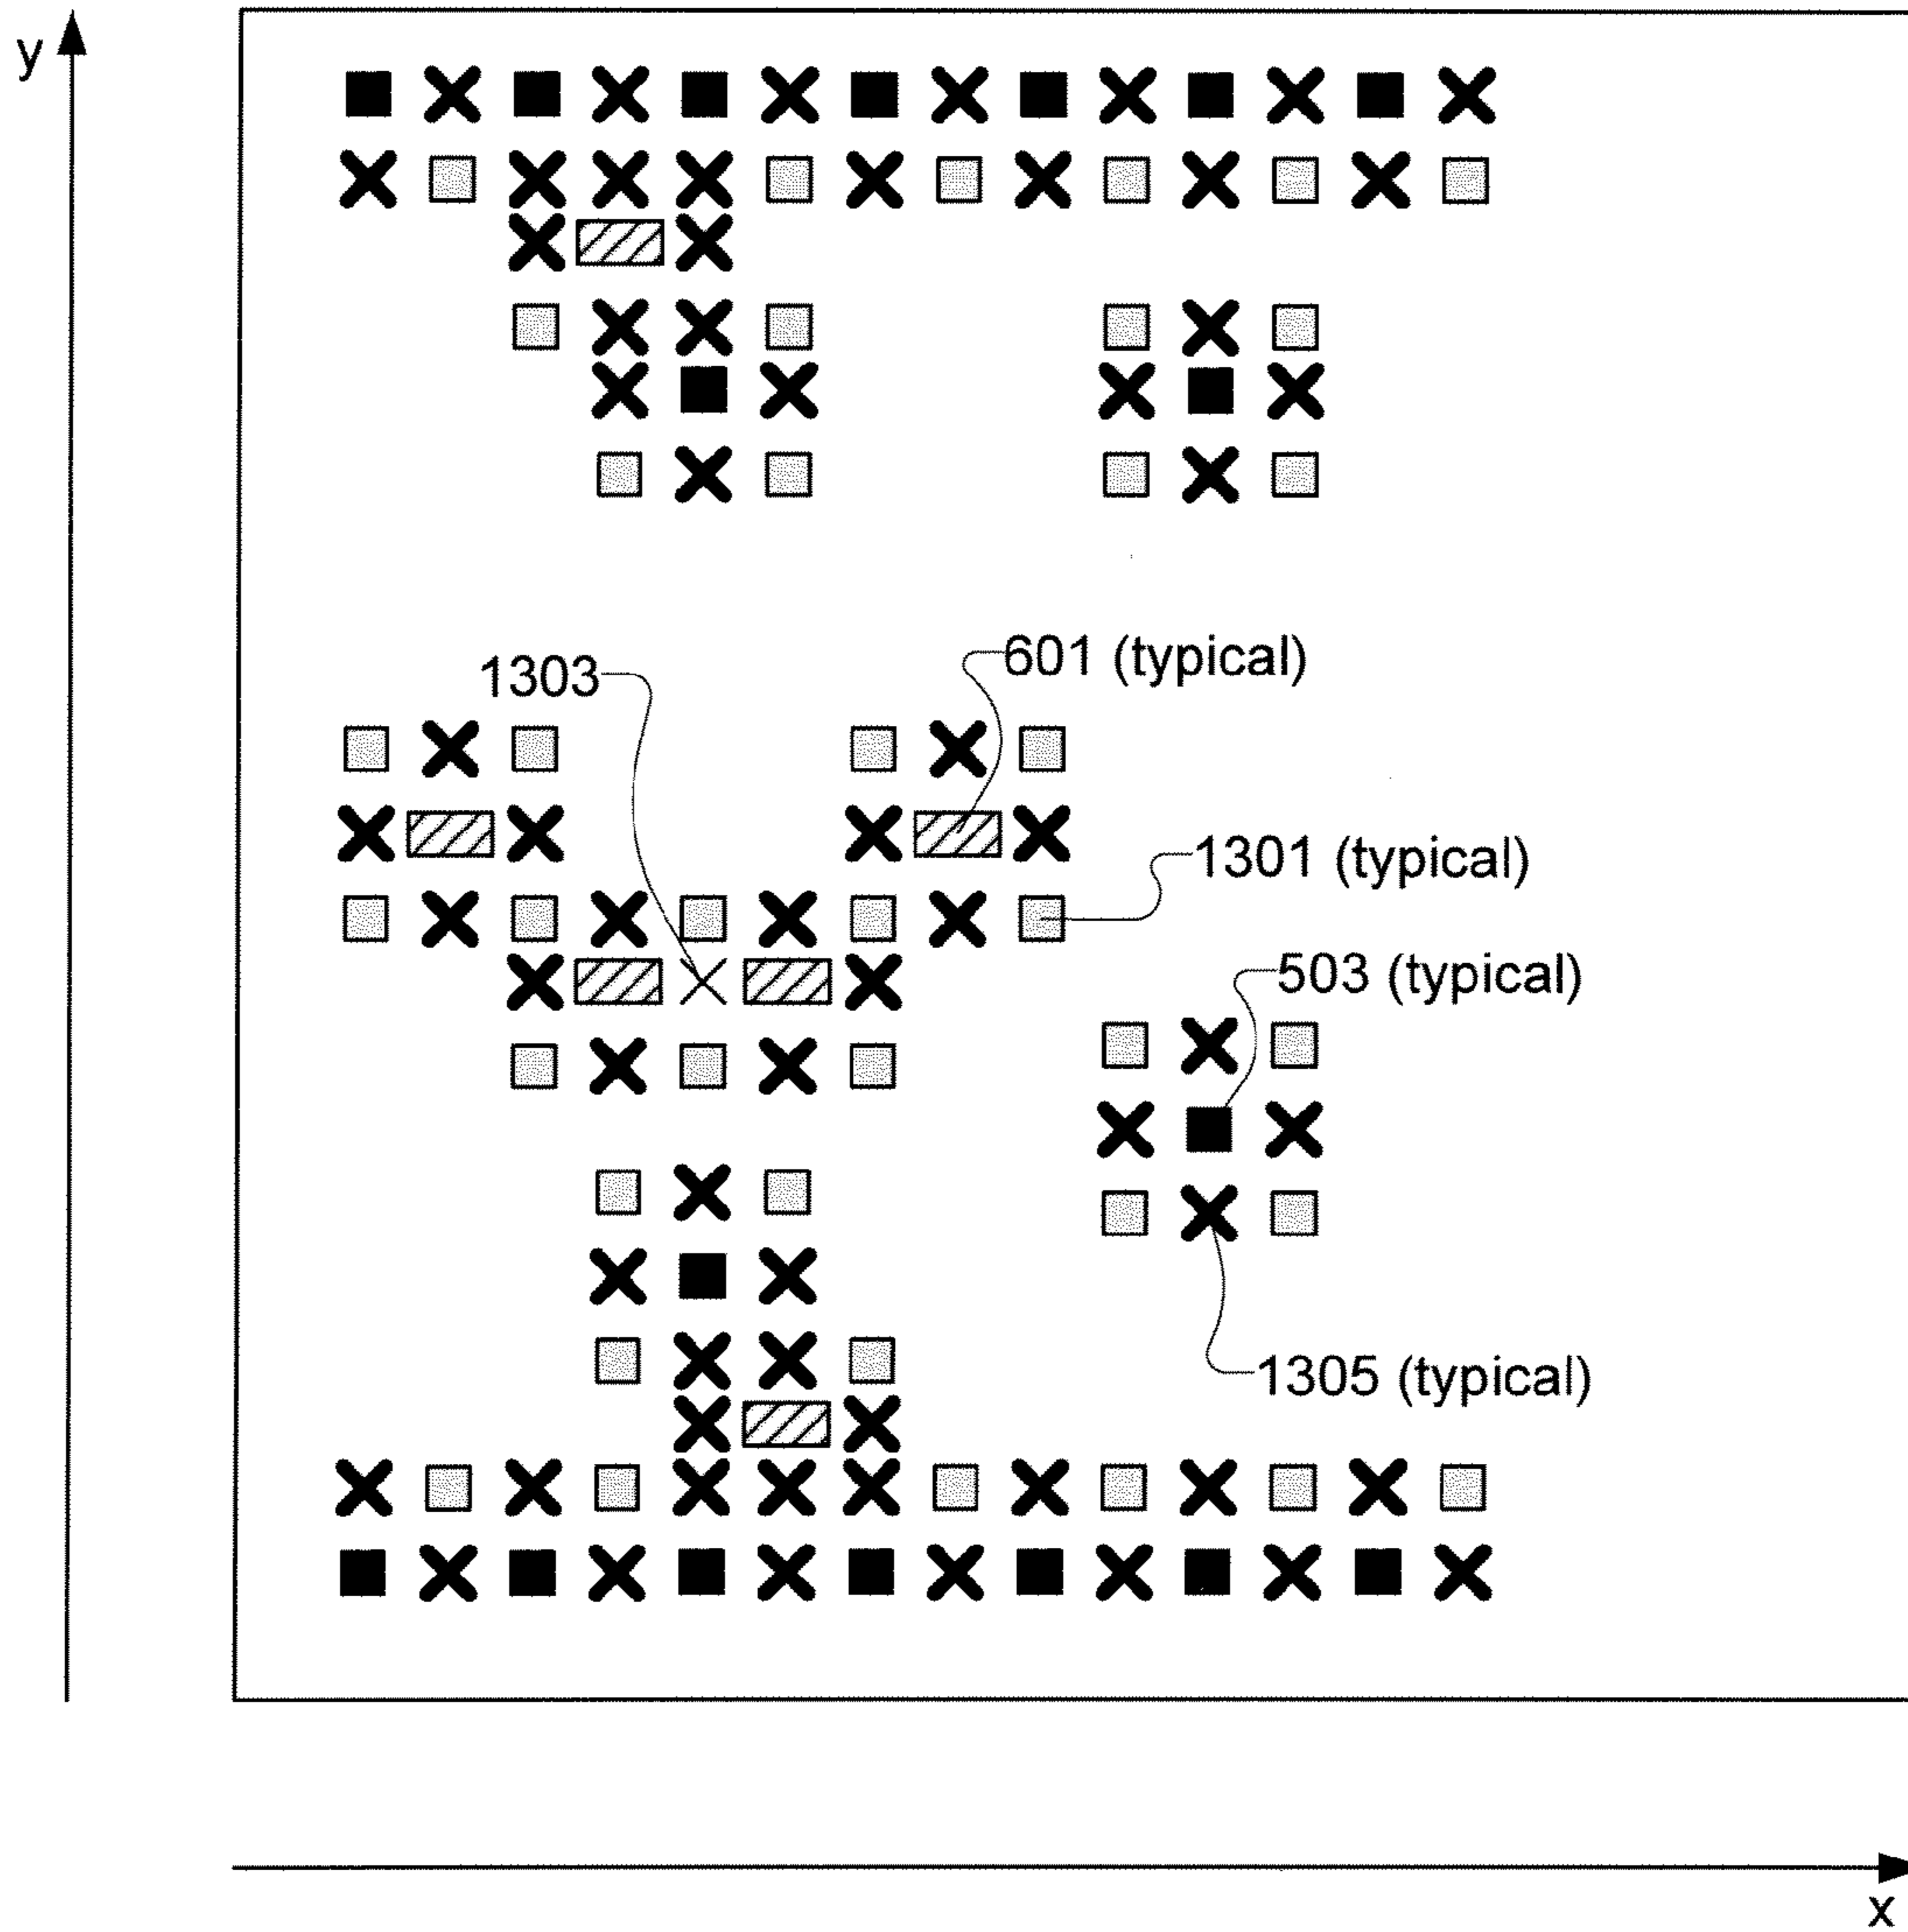 y
601 (typical)
1303
1301 (typical)
503 (typical)
1305 (typical)
x